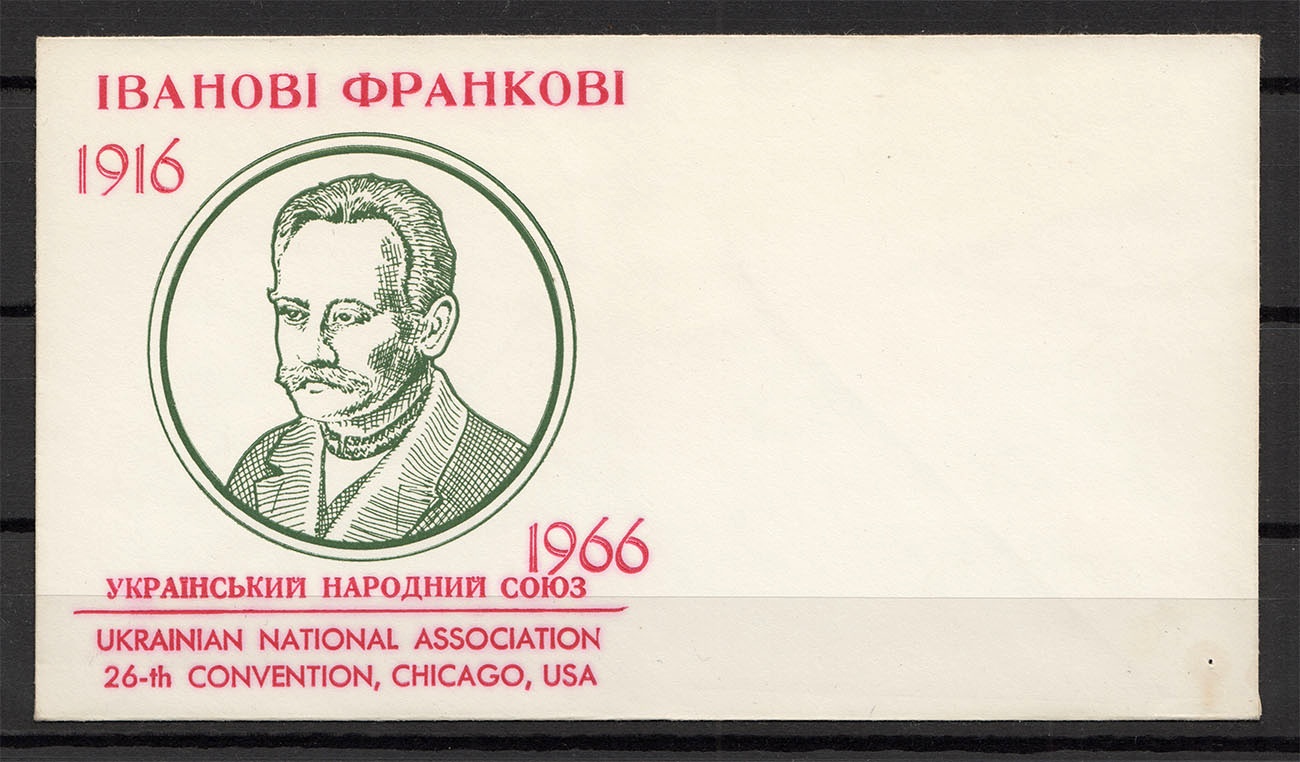 ІВАНОВІ ФРАНКОВІ
1916
1966
УКРАЇНСЬКИЙ НАРОДНИЙ СОЮЗ
UKRAINIAN NATIONAL ASSOCIATION
26-th CONVENTION, CHICAGO, USA